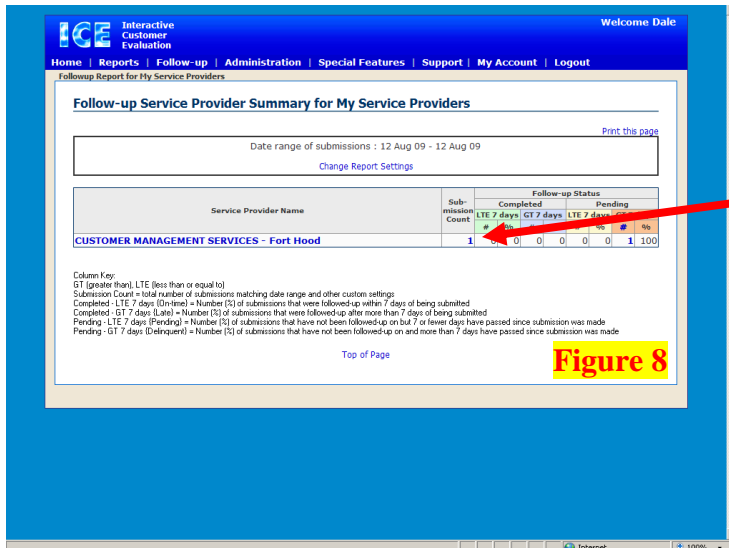 ICE Interactive
Customer
Evaluation
Welcome Dale
Home | Reports | Follow-up | Administration | Special Features | Support | My Account | Logout
Followup Report for My Service Providers
Follow-up Service Provider Summary for My Service Providers
Print this page
Date range of submissions : 12 Aug 09 - 12 Aug 09
Change Report Settings
Service Provider Name
Sub-
mission
Count
Follow-up Status
Completed Pending
LTE 7 days GT 7 days LTE 7 days
# % # %
CUSTOMER MANAGEMENT SERVICES - Fort Hood 1 0 0 0 0 0 0 1 100
Column Key:
GT (greater than), LTE (less than or equal to)
Submission Count = total number of submissions matching date range and other custom settings
Completed - LTE 7 days (On-time) = Number (%) of submissions that were followed-up within 7 days of being submitted
Completed - GT 7 days (Late) = Number (%) of submissions that were followed-up after more than 7 days of being submitted
Pending - LTE 7 days (Pending) = Number (%) of submissions that have not been followed-up on but 7 or fewer days have passed since submission was made
Pending - GT 7 days (Delinquent) = Number (%) of submissions that have not been followed-up on and more than 7 days have passed since submission was made
Top of Page
Figure 8
Internet 100%